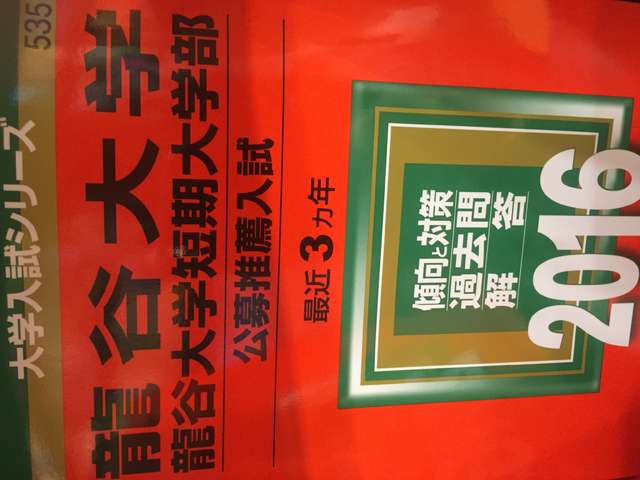 大学入試シリーズ
535
龍谷大学
龍谷大学短期大学部
公募推薦入試
最近3カ年
傾向と対策
過去問
解答
2016